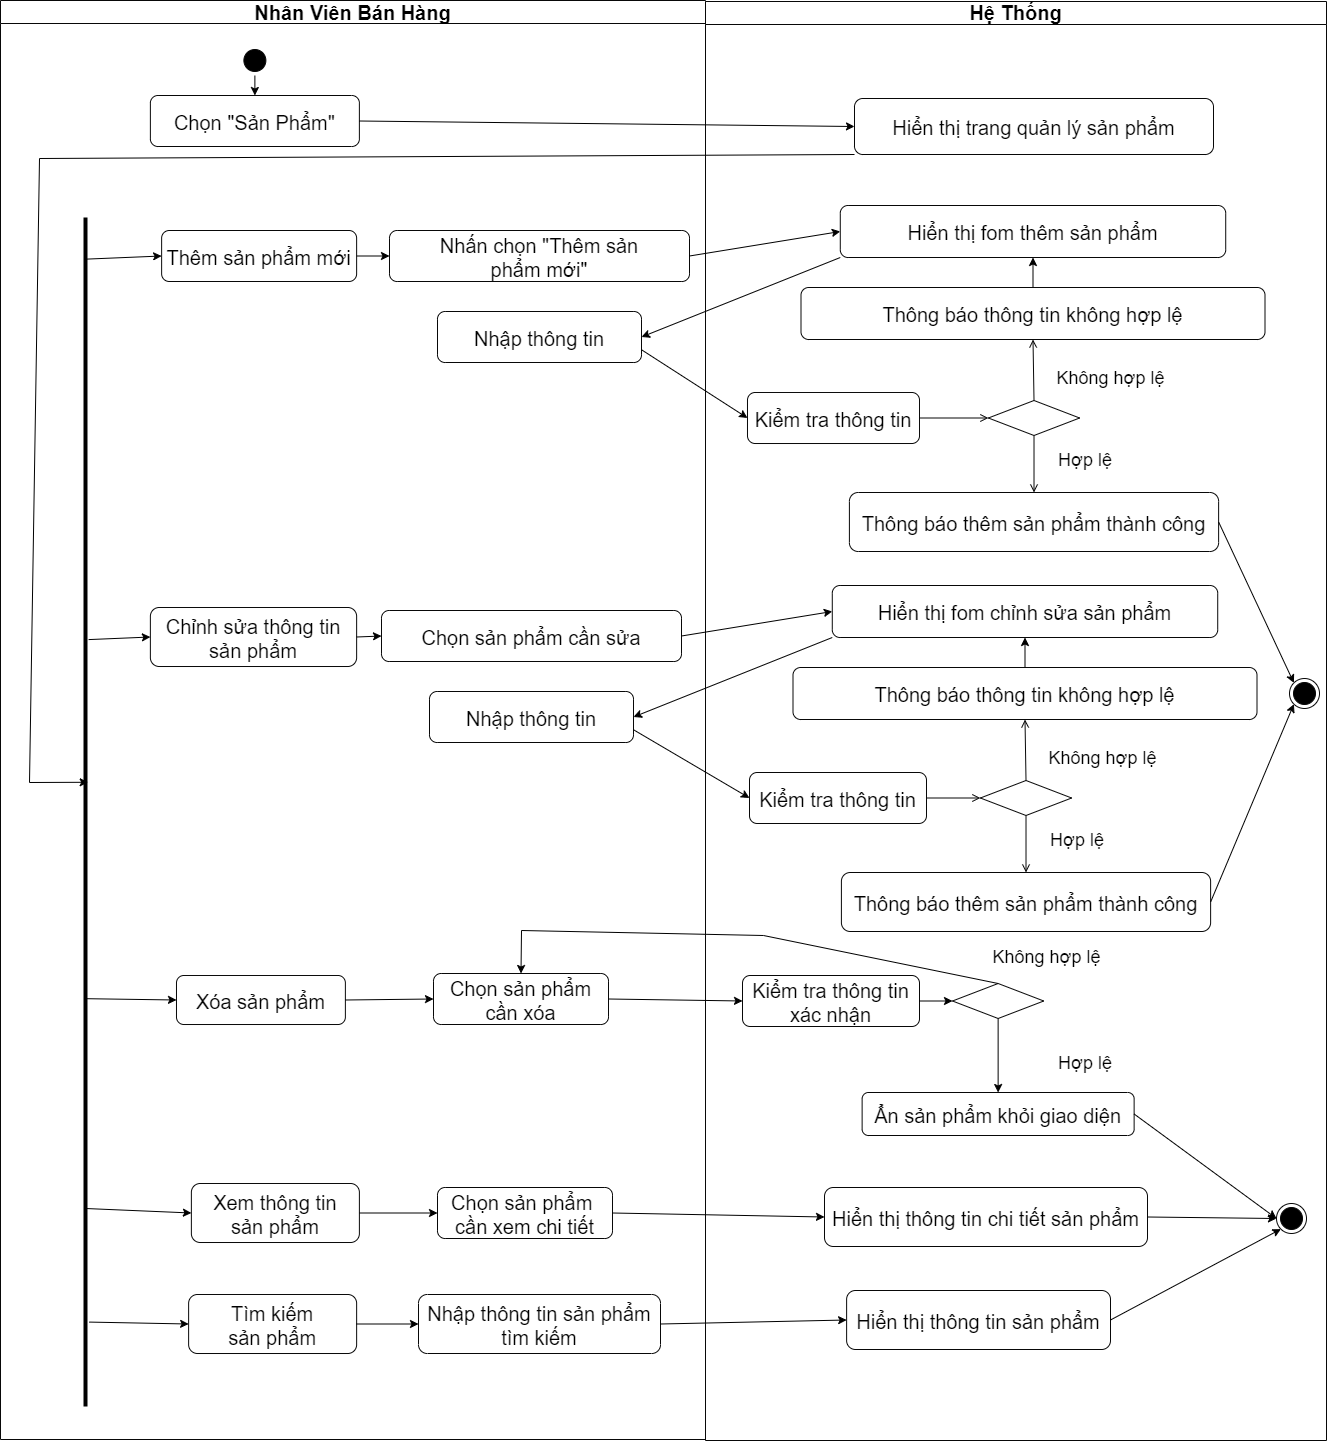 Nhân Viên Bán Hàng
Hệ Thống
Chọn "Sản Phẩm"
Hiển thị trang quản lý sản phẩm
Thêm sản phẩm mới
Nhấn chọn "Thêm sản
phẩm mới"
Hiển thị fom thêm sản phẩm
Thông báo thông tin không hợp lệ
Nhập thông tin
Không hợp lệ
Kiểm tra thông tin
Hợp lệ
Thông báo thêm sản phẩm thành công
Chỉnh sửa thông tin
sản phẩm
Chọn sản phẩm cần sửa
Hiển thị fom chỉnh sửa sản phẩm
Thông báo thông tin không hợp lệ
Nhập thông tin
Không hợp lệ
Kiểm tra thông tin
Hợp lệ
Thông báo thêm sản phẩm thành công
Không hợp lệ
Xóa sản phẩm
Chọn sản phẩm
cần xóa
Kiểm tra thông tin
xác nhận
Hợp lệ
Ẩn sản phẩm khỏi giao diện
Xem thông tin
sản phẩm
Chọn sản phẩm
cần xem chi tiết
Hiển thị thông tin chi tiết sản phẩm
Tìm kiếm
sản phẩm
Nhập thông tin sản phẩm
tìm kiếm
Hiển thị thông tin sản phẩm